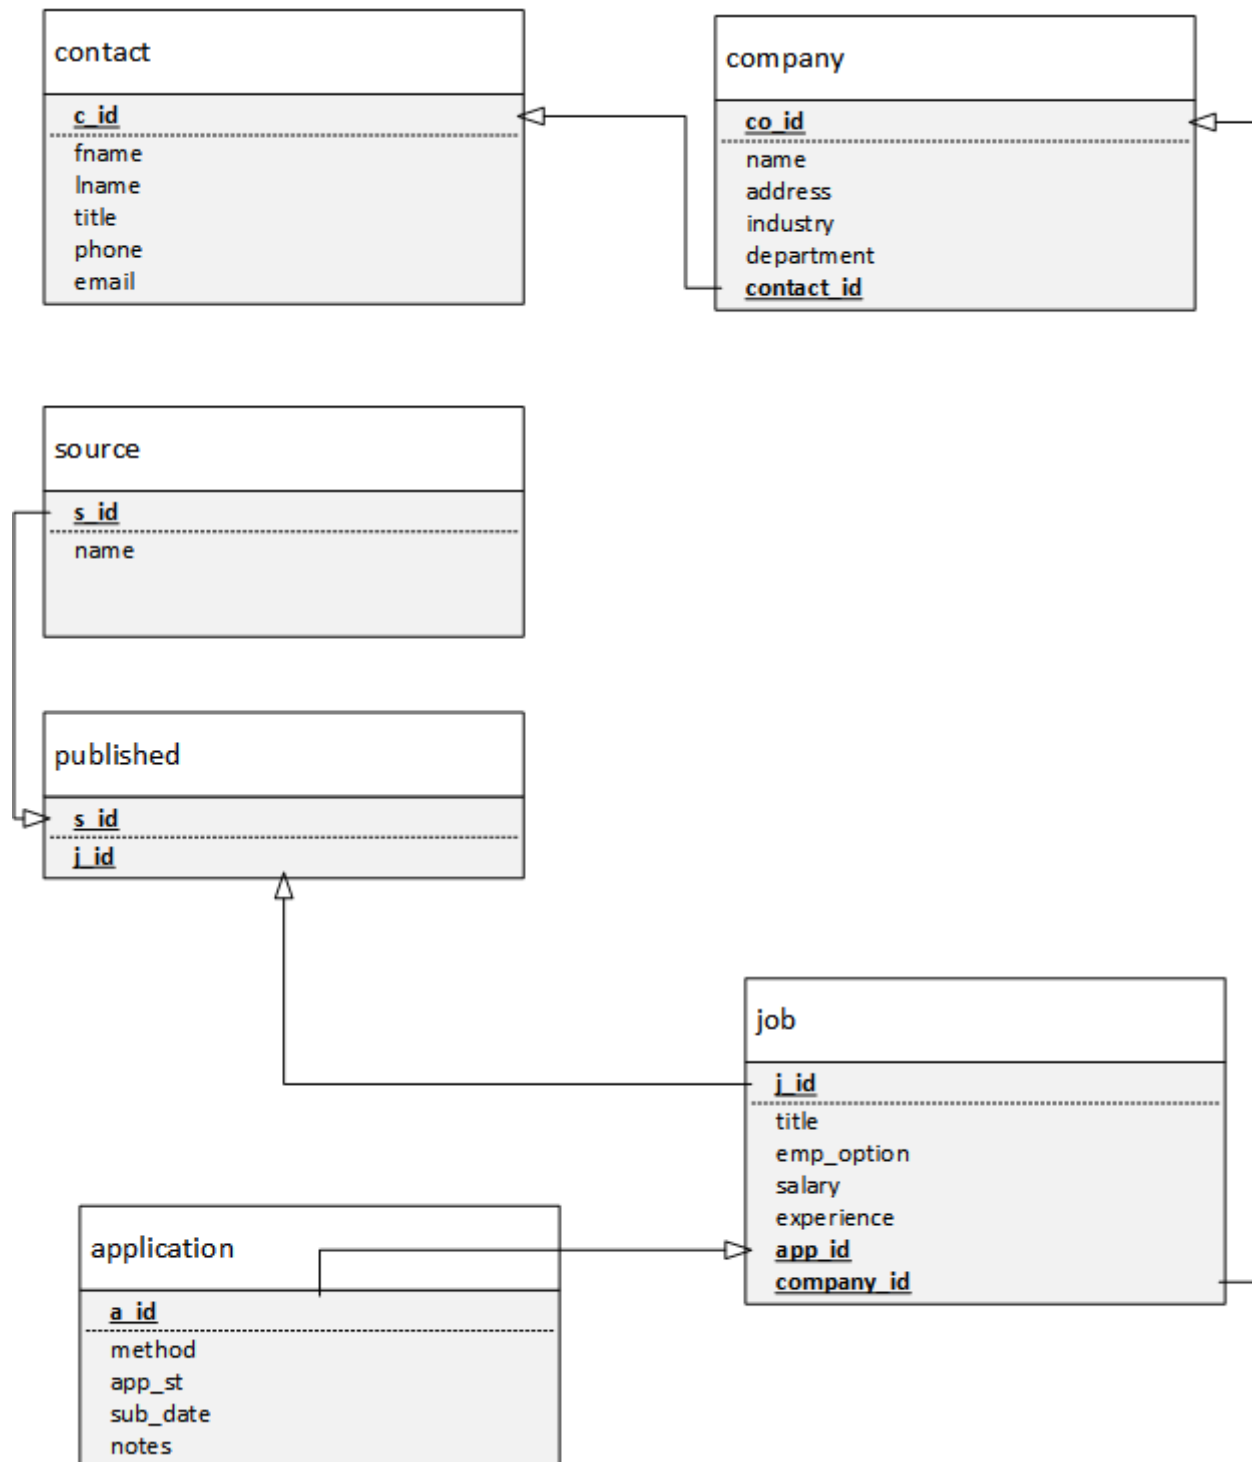 contact
c_id
fname
lname
title
phone
email
company
co_id
name
address
industry
department
contact_id
source
s_id
name
published
s_id
j_id
job
j_id
title
emp_option
salary
experience
app_id
company_id
application
a_id
method
app_st
sub_date
notes